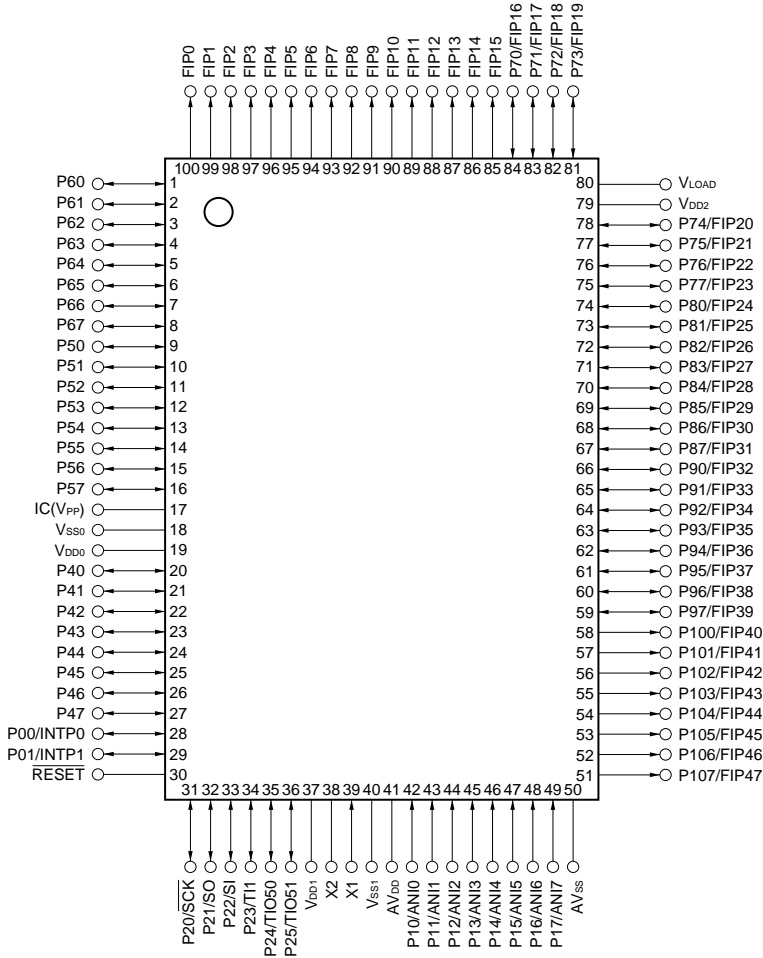 FIP0
FIP1
FIP2
FIP3
FIP4
FIP5
FIP6
FIP7
FIP8
FIP9
FIP10
FIP11
FIP12
FIP13
FIP14
FIP15
P70/FIP16
P71/FIP17
P72/FIP18
P73/FIP19
100 99 98 97 96 95 94 93 92 91 90 89 88 87 86 85 84 83 82 81
P60 1 80 VLOAD
P61 2 79 VDD2
P62 3 78 P74/FIP20
P63 4 77 P75/FIP21
P64 5 76 P76/FIP22
P65 6 75 P77/FIP23
P66 7 74 P80/FIP24
P67 8 73 P81/FIP25
P50 9 72 P82/FIP26
P51 10 71 P83/FIP27
P52 11 70 P84/FIP28
P53 12 69 P85/FIP29
P54 13 68 P86/FIP30
P55 14 67 P87/FIP31
P56 15 66 P90/FIP32
P57 16 65 P91/FIP33
IC(VPP) 17 64 P92/FIP34
VSS0 18 63 P93/FIP35
VDD0 19 62 P94/FIP36
P40 20 61 P95/FIP37
P41 21 60 P96/FIP38
P42 22 59 P97/FIP39
P43 23 58 P100/FIP40
P44 24 57 P101/FIP41
P45 25 56 P102/FIP42
P46 26 55 P103/FIP43
P47 27 54 P104/FIP44
P00/INTP0 28 53 P105/FIP45
P01/INTP1 29 52 P106/FIP46
RESET 30 51 P107/FIP47
31 32 33 34 35 36 37 38 39 40 41 42 43 44 45 46 47 48 49 50
P20/SCK
P21/SO
P22/SI
P23/TI1
P24/TIO50
P25/TIO51
VDD1
X2
X1
VSS1
AVDD
P10/ANI0
P11/ANI1
P12/ANI2
P13/ANI3
P14/ANI4
P15/ANI5
P16/ANI6
P17/ANI7
AVSS